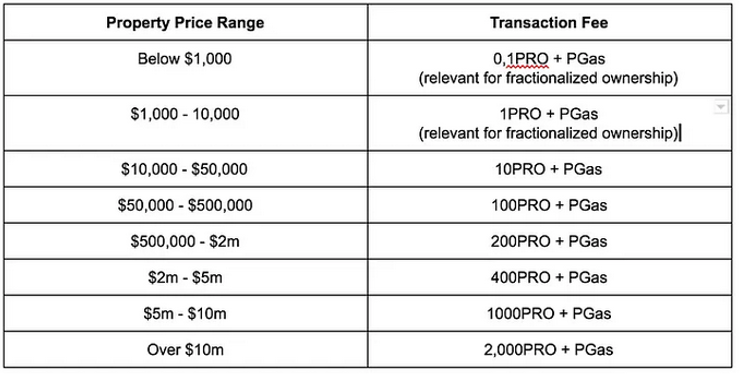 Property Price Range
Transaction Fee
Below $1,000
0,1PRO + PGas
(relevant for fractionalized ownership)
$1,000 - 10,000
1PRO + PGas
(relevant for fractionalized ownership)
$10,000 - $50,000
10PRO + PGas
$50,000 - $500,000
100PRO + PGas
$500,000 - $2m
200PRO + PGas
$2m - $5m
400PRO + PGas
$5m - $10m
1000PRO + PGas
Over $10m
2,000PRO + PGas